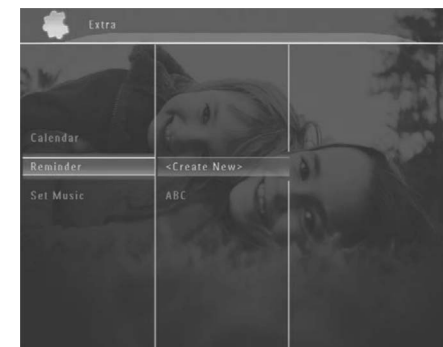 Extra
Calendar
Reminder
<Create New>
Set Music
ABC